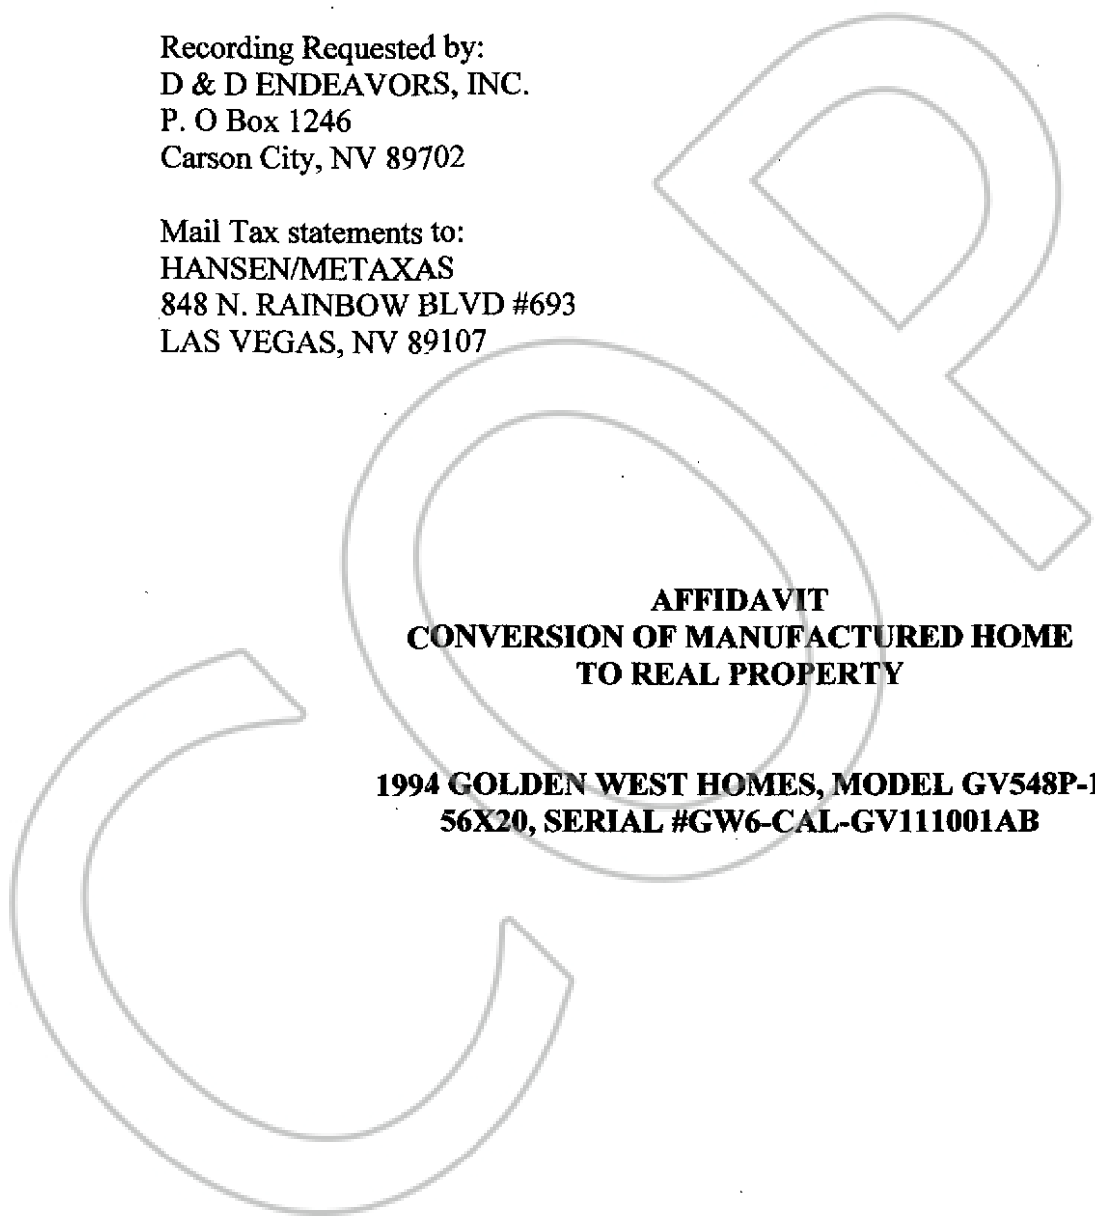 Recording Requested by:
D & D ENDEAVORS, INC.
P. O Box 1246
Carson City, NV 89702
Mail Tax statements to:
HANSEN/METAXAS
848 N. RAINBOW BLVD #693
LAS VEGAS, NV 89107
AFFIDAVIT
CONVERSION OF MANUFACTURED HOME
TO REAL PROPERTY
1994 GOLDEN WEST HOMES, MODEL GV548P-1
56X20, SERIAL #GW6-CAL-GV111001AB
COP